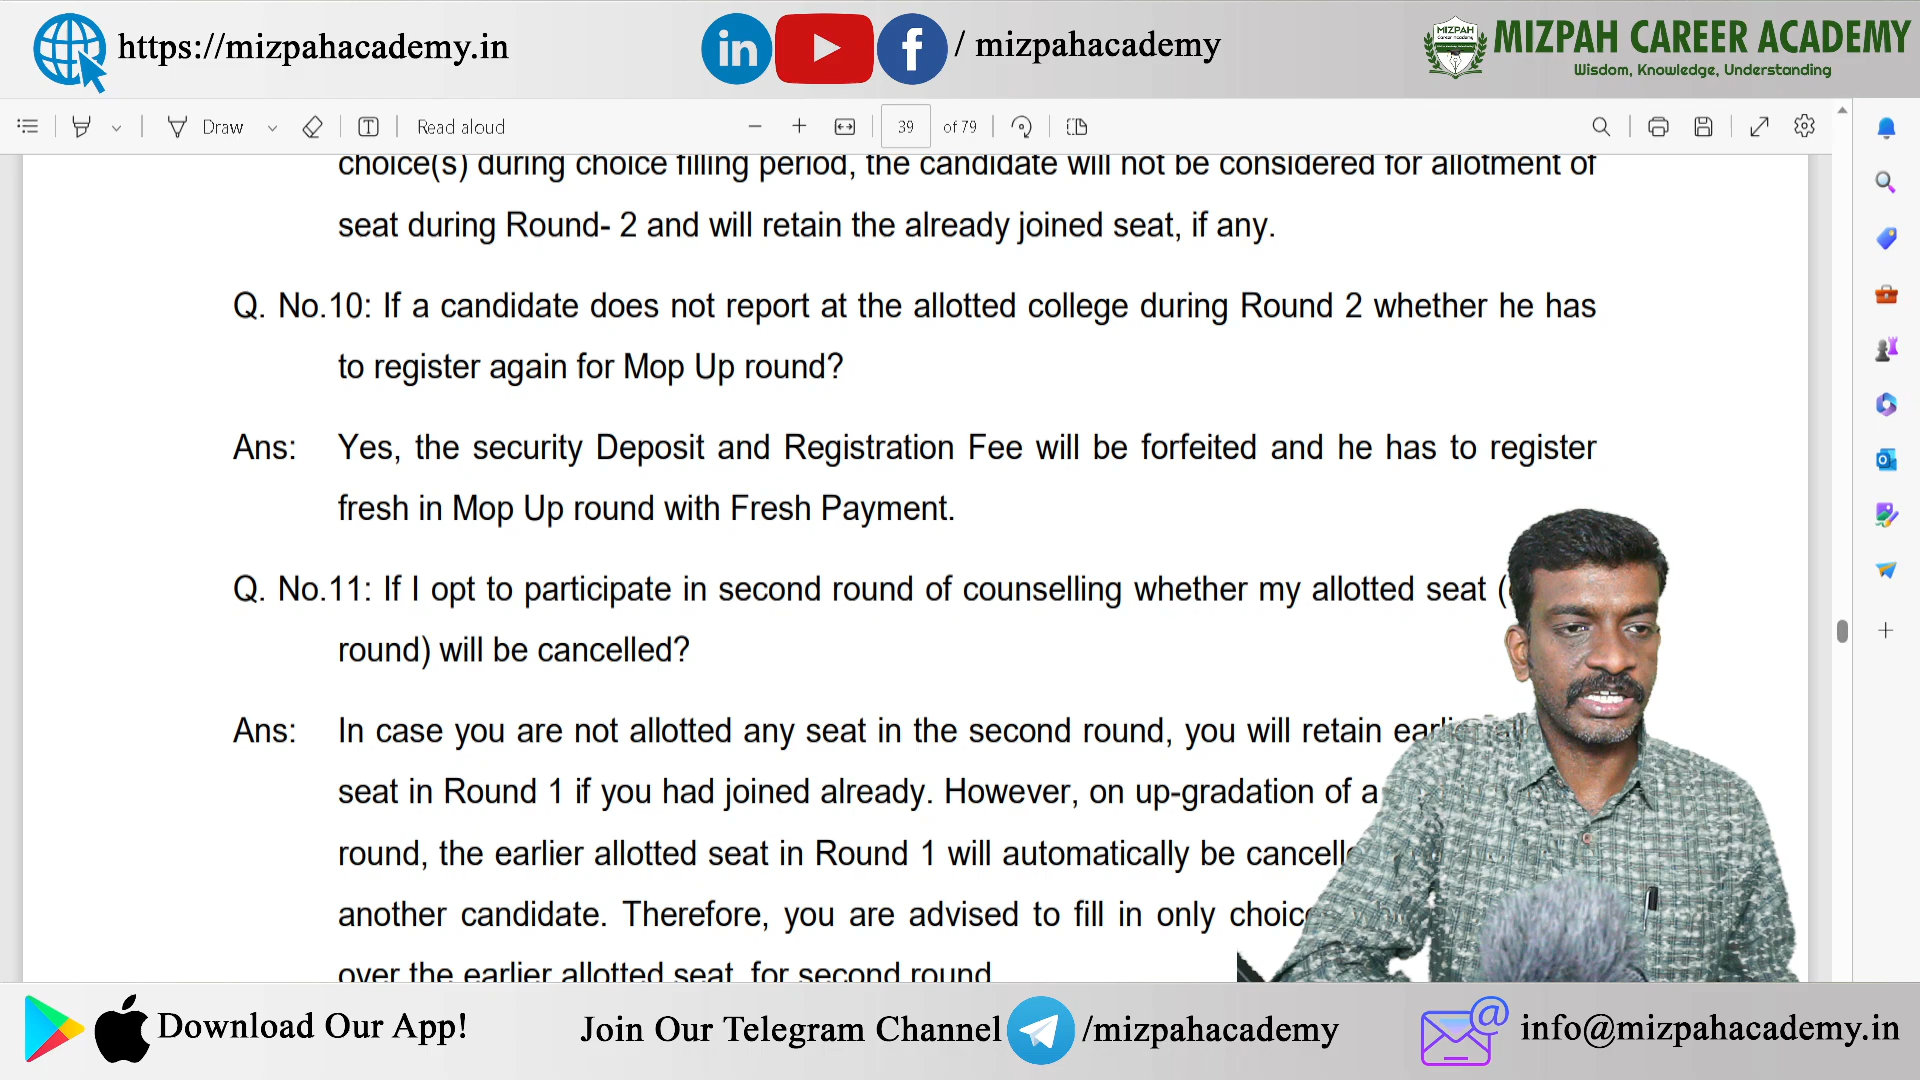 https://mizpahacademy.in
in f / mizpahacademy
MIZPAH Career Academy
MIZPAH CAREER ACADEMY
Wisdom, Knowledge, Understanding
Draw
Read aloud
39 of 79
choice(s) during choice filling period, the candidate will not be considered for allotment of
seat during Round- 2 and will retain the already joined seat, if any.
Q. No.10: If a candidate does not report at the allotted college during Round 2 whether he has
to register again for Mop Up round?
Ans: Yes, the security Deposit and Registration Fee will be forfeited and he has to register
fresh in Mop Up round with Fresh Payment.
Q. No.11: If I opt to participate in second round of counselling whether my allotted seat (
round) will be cancelled?
Ans: In case you are not allotted any seat in the second round, you will retain
seat in Round 1 if you had joined already. However, on up-gradation of a
round, the earlier allotted seat in Round 1 will automatically be
another candidate. Therefore, you are advised to fill in only
over the earlier allotted seat, for second round
Download Our App!
Join Our Telegram Channel /mizpahacademy
@ info@mizpahacademy.in